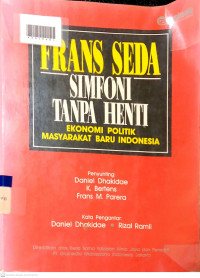 FRANS SEDA
SIMFONI
TANPA HENTI
EKONOMI POLITIK
MASYARAKAT BARU INDONESIA
Penyunting:
Daniel Dhakidae
K. Bertens
Frans M. Parera
Kata Pengantar:
Daniel Dhakidae - Rizal Ramli